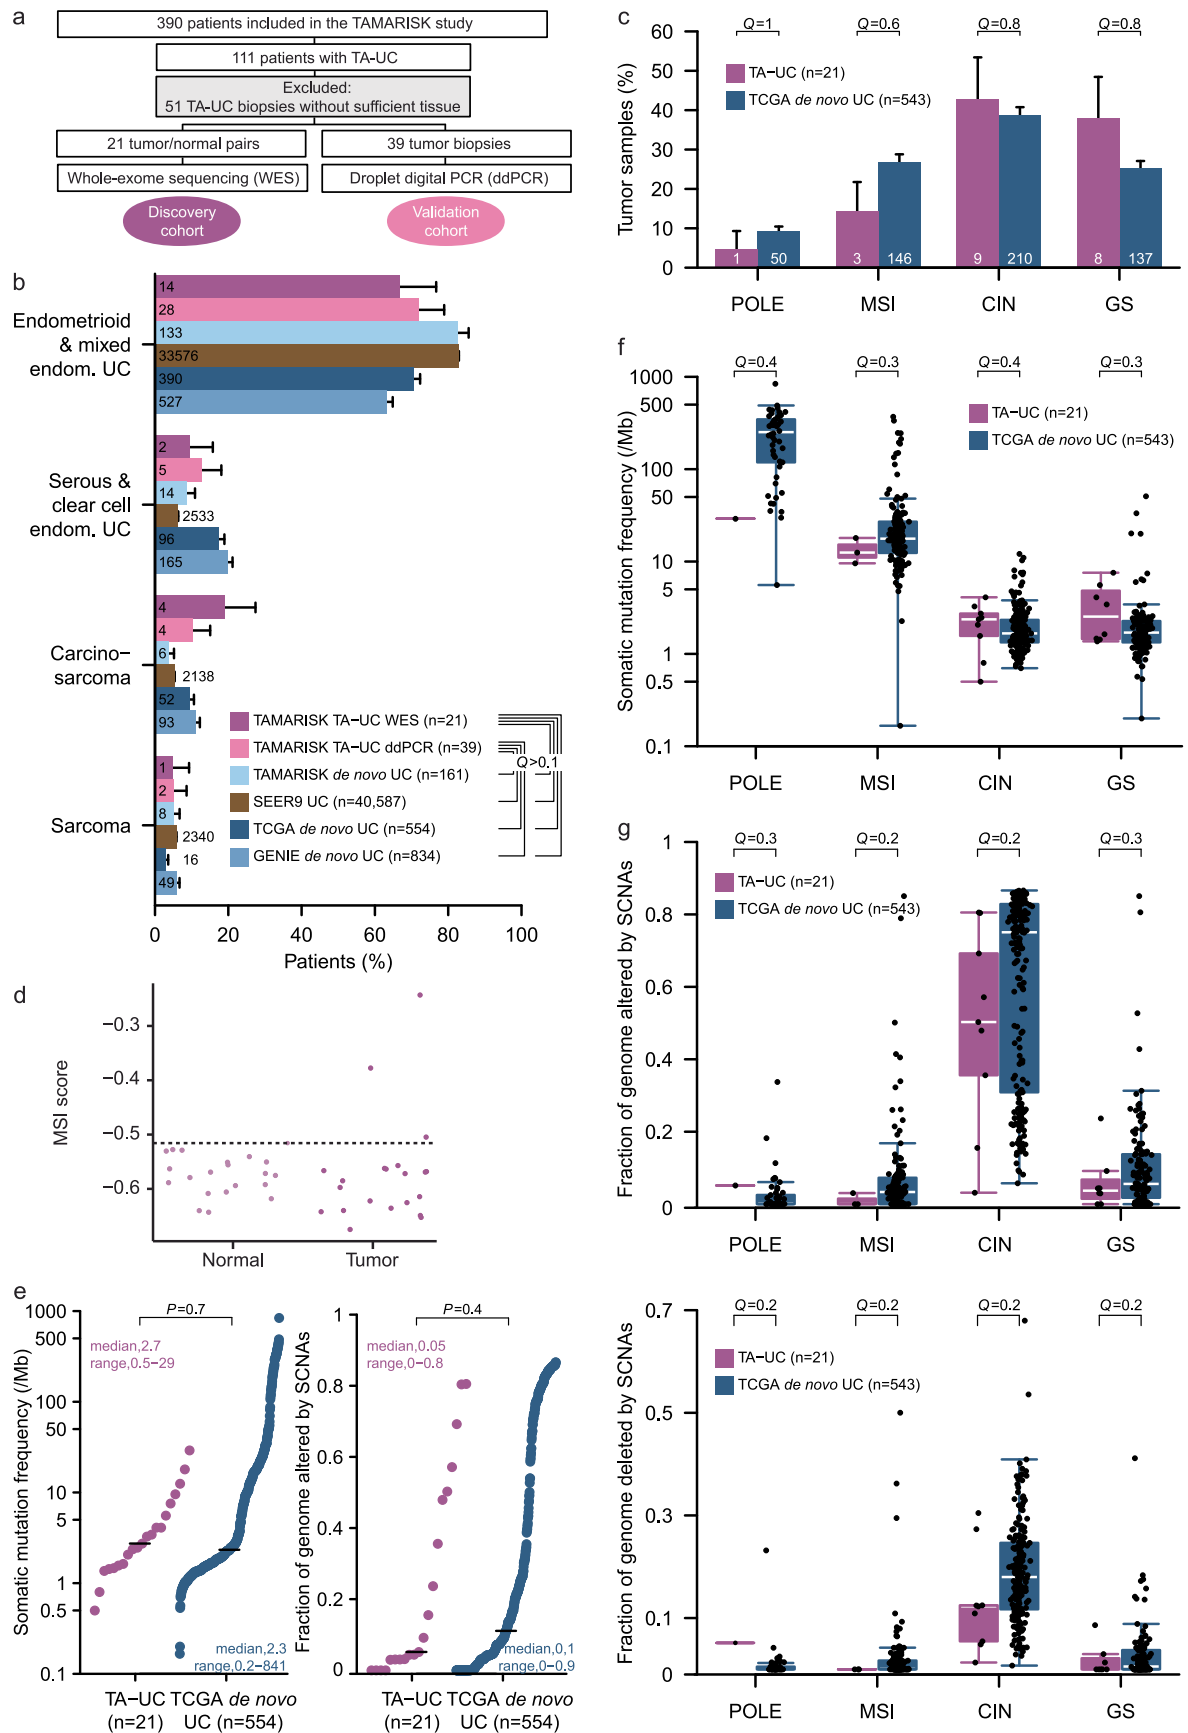 a
390 patients included in the TAMARISK study
111 patients with TA-UC
Excluded:
51 TA-UC biopsies without sufficient tissue
21 tumor/normal pairs
39 tumor biopsies
Whole-exome sequencing (WES)
Droplet digital PCR (ddPCR)
Discovery
cohort
Validation
cohort
b
Endometrioid
& mixed
endom. UC
14
28
133
33576
390
527
Serous &
clear cell
endom. UC
2
5
14
2533
96
165
Carcino–
sarcoma
4
4
6
2138
52
93
Sarcoma
1
2
8
2340
16
49
TAMARISK TA–UC WES (n=21)
TAMARISK TA–UC ddPCR (n=39)
TAMARISK de novo UC (n=161)
SEER9 UC (n=40,587)
TCGA de novo UC (n=554)
GENIE de novo UC (n=834)
Q>0.1
0 20 40 60 80 100
Patients (%)
c
Q=1 Q=0.6 Q=0.8 Q=0.8
Tumor samples (%)
60
50
40
30
20
10
0
TA–UC (n=21)
TCGA de novo UC (n=543)
1 50 3 146 9 210 8 137
POLE MSI CIN GS
d
MSI score
−0.3
−0.4
−0.5
−0.6
Normal Tumor
e
Somatic mutation frequency (/Mb)
1000
500
100
50
10
5
1
0.5
0.1
P=0.7
median,2.7
range,0.5−29
median,2.3
range,0.2−841
TA−UC
(n=21)
TCGA de novo
UC (n=554)
Fraction of genome altered by SCNAs
1
0.8
0.6
0.4
0.2
0
P=0.4
median,0.05
range,0−0.8
median,0.1
range,0−0.9
TA−UC
(n=21)
TCGA de novo
UC (n=554)
f
Q=0.4 Q=0.3 Q=0.4 Q=0.3
Somatic mutation frequency (/Mb)
1000
500
100
50
10
5
1
0.5
0.1
TA–UC (n=21)
TCGA de novo UC (n=543)
POLE MSI CIN GS
g
Q=0.3 Q=0.2 Q=0.2 Q=0.3
Fraction of genome altered by SCNAs
1
0.8
0.6
0.4
0.2
0
TA–UC (n=21)
TCGA de novo UC (n=543)
POLE MSI CIN GS
Q=0.2 Q=0.2 Q=0.2 Q=0.2
Fraction of genome deleted by SCNAs
0.7
0.5
0.3
0.1
0
TA–UC (n=21)
TCGA de novo UC (n=543)
POLE MSI CIN GS